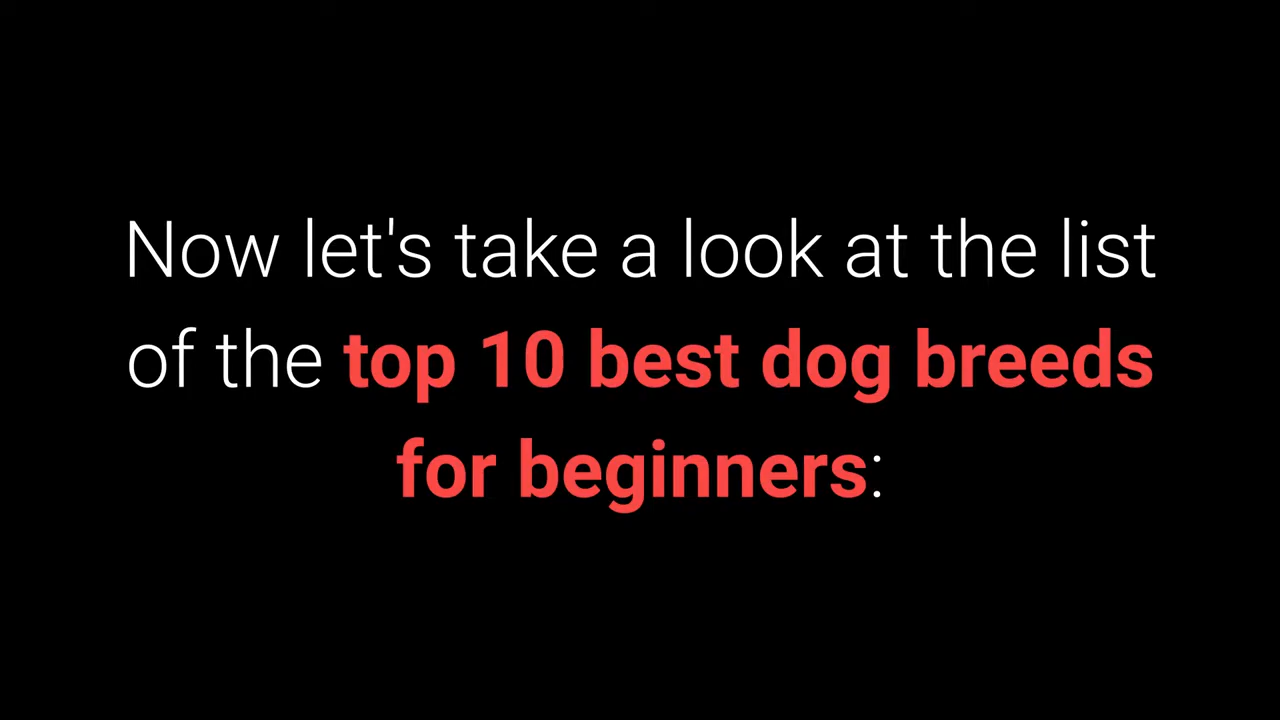 Now let's take a look at the list
of the top 10 best dog breeds
for beginners: